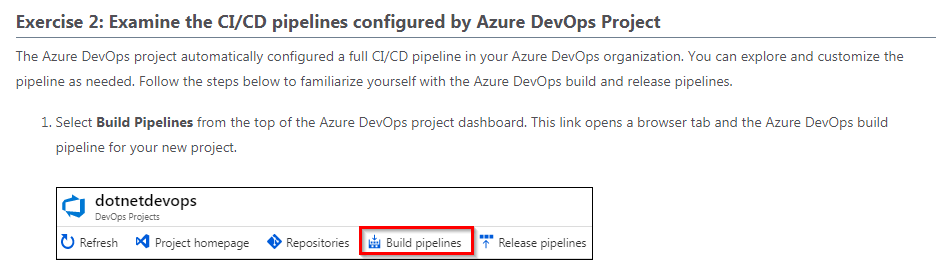 Exercise 2: Examine the CI/CD pipelines configured by Azure DevOps Project
The Azure DevOps project automatically configured a full CI/CD pipeline in your Azure DevOps organization. You can explore and customize the
pipeline as needed. Follow the steps below to familiarize yourself with the Azure DevOps build and release pipelines.
1. Select Build Pipelines from the top of the Azure DevOps project dashboard. This link opens a browser tab and the Azure DevOps build
pipeline for your new project.
dotnetdevops
DevOps Projects
Refresh Project homepage Repositories Build pipelines Release pipelines